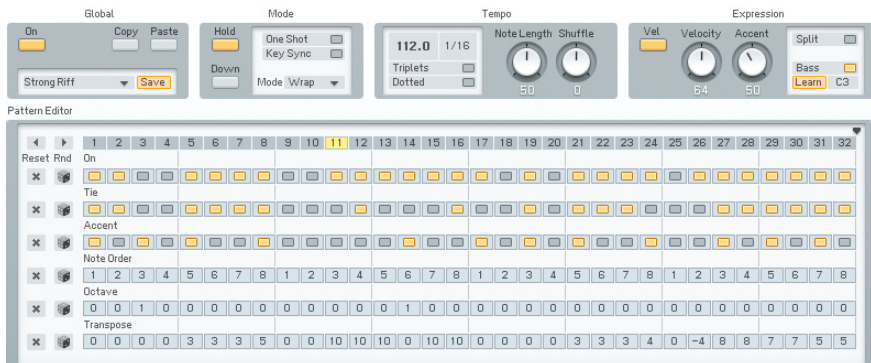 Global Mode Tempo Expression
On Copy Paste Hold One Shot 112.0 1/16 Note Length Shuffle Vel Velocity Accent Split
Key Sync
Down Triplets Bass
Strong Riff Save Mode Wrap Dotted 50 0 64 50 Learn C3
Pattern Editor
1 2 3 4 5 6 7 8 9 10 11 12 13 14 15 16 17 18 19 20 21 22 23 24 25 26 27 28 29 30 31 32
Reset Rnd On
Tie
Accent
Note Order
1 2 3 4 5 6 7 8 1 2 3 4 5 6 7 8 1 2 3 4 5 6 7 8 1 2 3 4 5 6 7 8
Octave
0 0 1 0 0 0 0 0 0 0 0 0 0 1 0 0 0 0 0 0 0 0 0 0 0 0 0 0 0 0 0 0
Transpose
0 0 0 0 3 3 3 5 0 0 10 10 10 0 10 10 0 0 0 0 3 3 3 4 0 -4 8 8 7 7 5 5